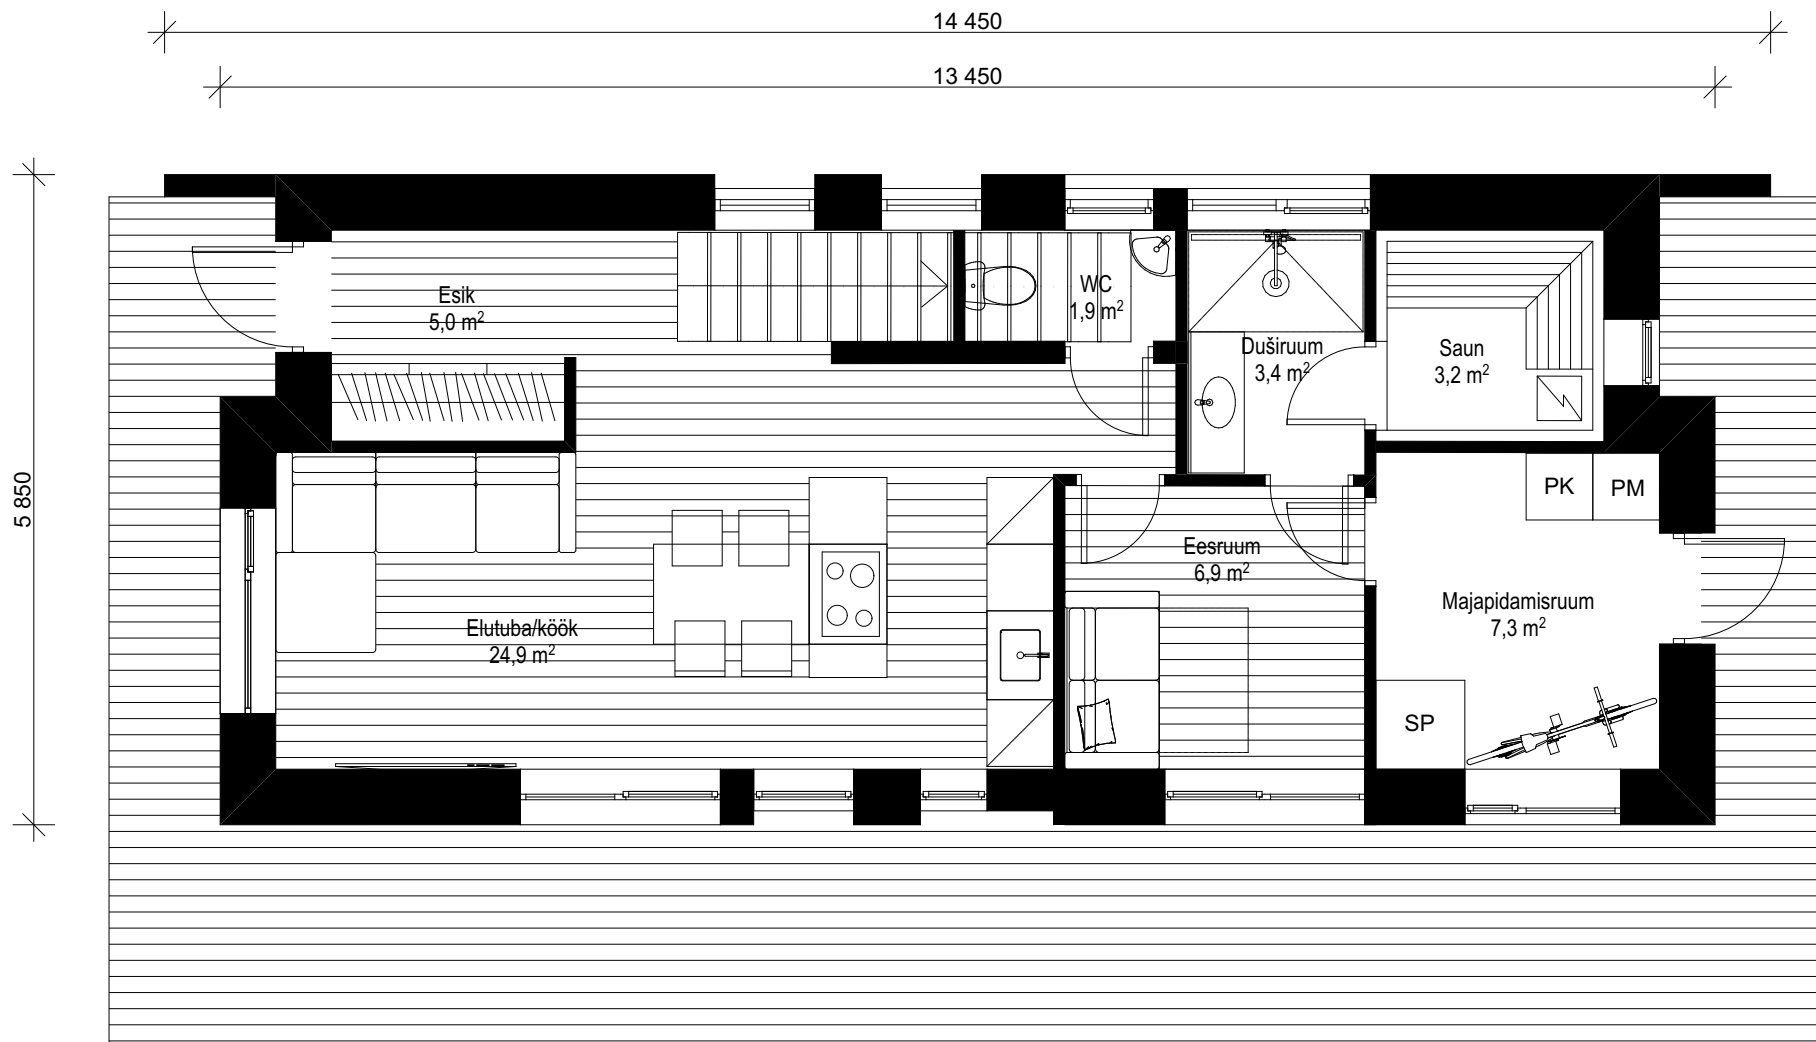 14 450
13 450
5 850
Esik
5,0 m²
WC
1,9 m²
Duširuum
3,4 m²
Saun
3,2 m²
PK
PM
Eesruum
6,9 m²
Majapidamisruum
7,3 m²
Elutuba/köök
24,9 m²
SP